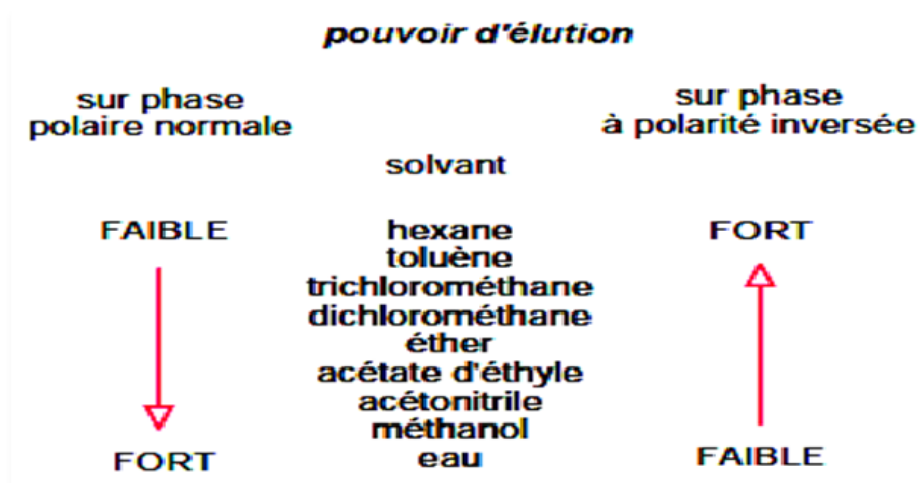 pouvoir d'élution
sur phase
polaire normale
sur phase
à polarité inversée
solvant
FAIBLE
hexane
FORT
toluène
trichlorométhane
dichlorométhane
éther
acétate d'éthyle
acétonitrile
méthanol
FORT
eau
FAIBLE